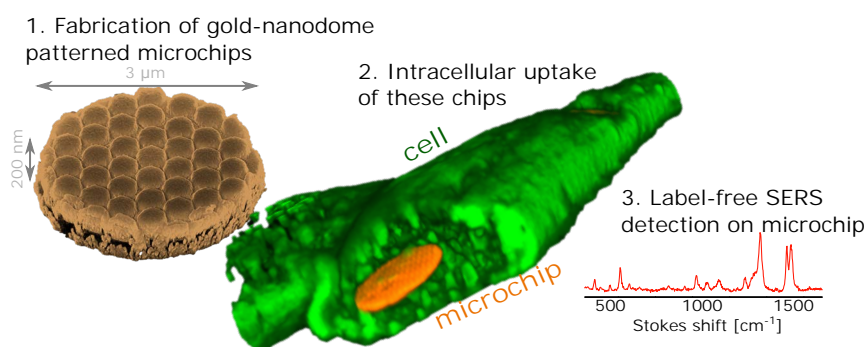 1. Fabrication of gold-nanodome
patterned microchips
3 µm
200 nm
2. Intracellular uptake
of these chips
cell
microchip
3. Label-free SERS
detection on microchip
500 1000 1500
Stokes shift [cm⁻¹]